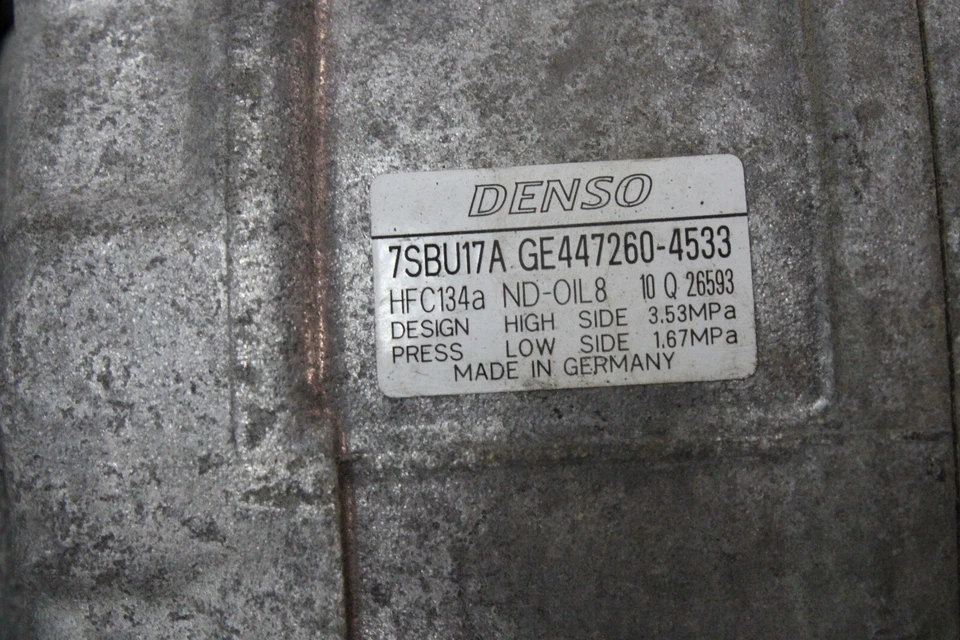 DENSO
7SBU17A GE447260-4533
HFC134a ND-OIL8 10 Q 26593
DESIGN HIGH SIDE 3.53MPa
PRESS LOW SIDE 1.67MPa
MADE IN GERMANY